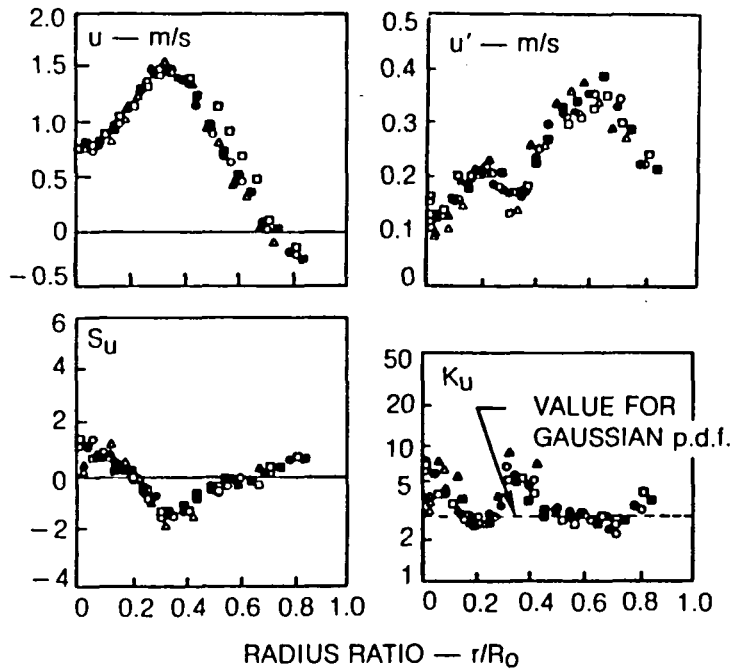 u — m/s
2.0
1.5
1.0
0.5
0
−0.5
u′ — m/s
0.5
0.4
0.3
0.2
0.1
0
Su
6
4
2
0
−2
−4
0 0.2 0.4 0.6 0.8 1.0
Ku
50
20
10
5
2
1
VALUE FOR
GAUSSIAN p.d.f.
0 0.2 0.4 0.6 0.8 1.0
RADIUS RATIO — r/Ro